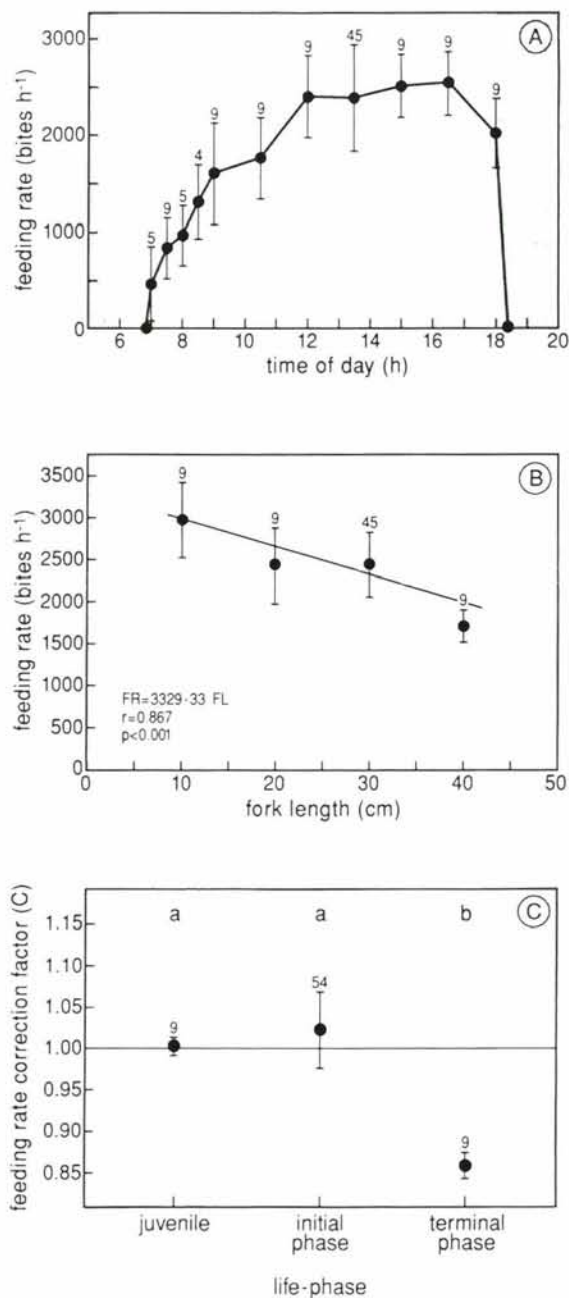 A
feeding rate (bites h⁻¹)
3000
2000
1000
0
5
9
5
4
9
9
9
45
9
9
9
6 8 10 12 14 16 18 20
time of day (h)
B
feeding rate (bites h⁻¹)
3500
3000
2500
2000
1500
1000
500
0
9
9
45
9
FR=3329-33 FL
r=0.867
p<0.001
0 10 20 30 40 50
fork length (cm)
C
feeding rate correction factor (C)
a a b
1.15
1.10
1.05
1.00
0.95
0.90
0.85
9
54
9
juvenile initial phase terminal phase
life-phase